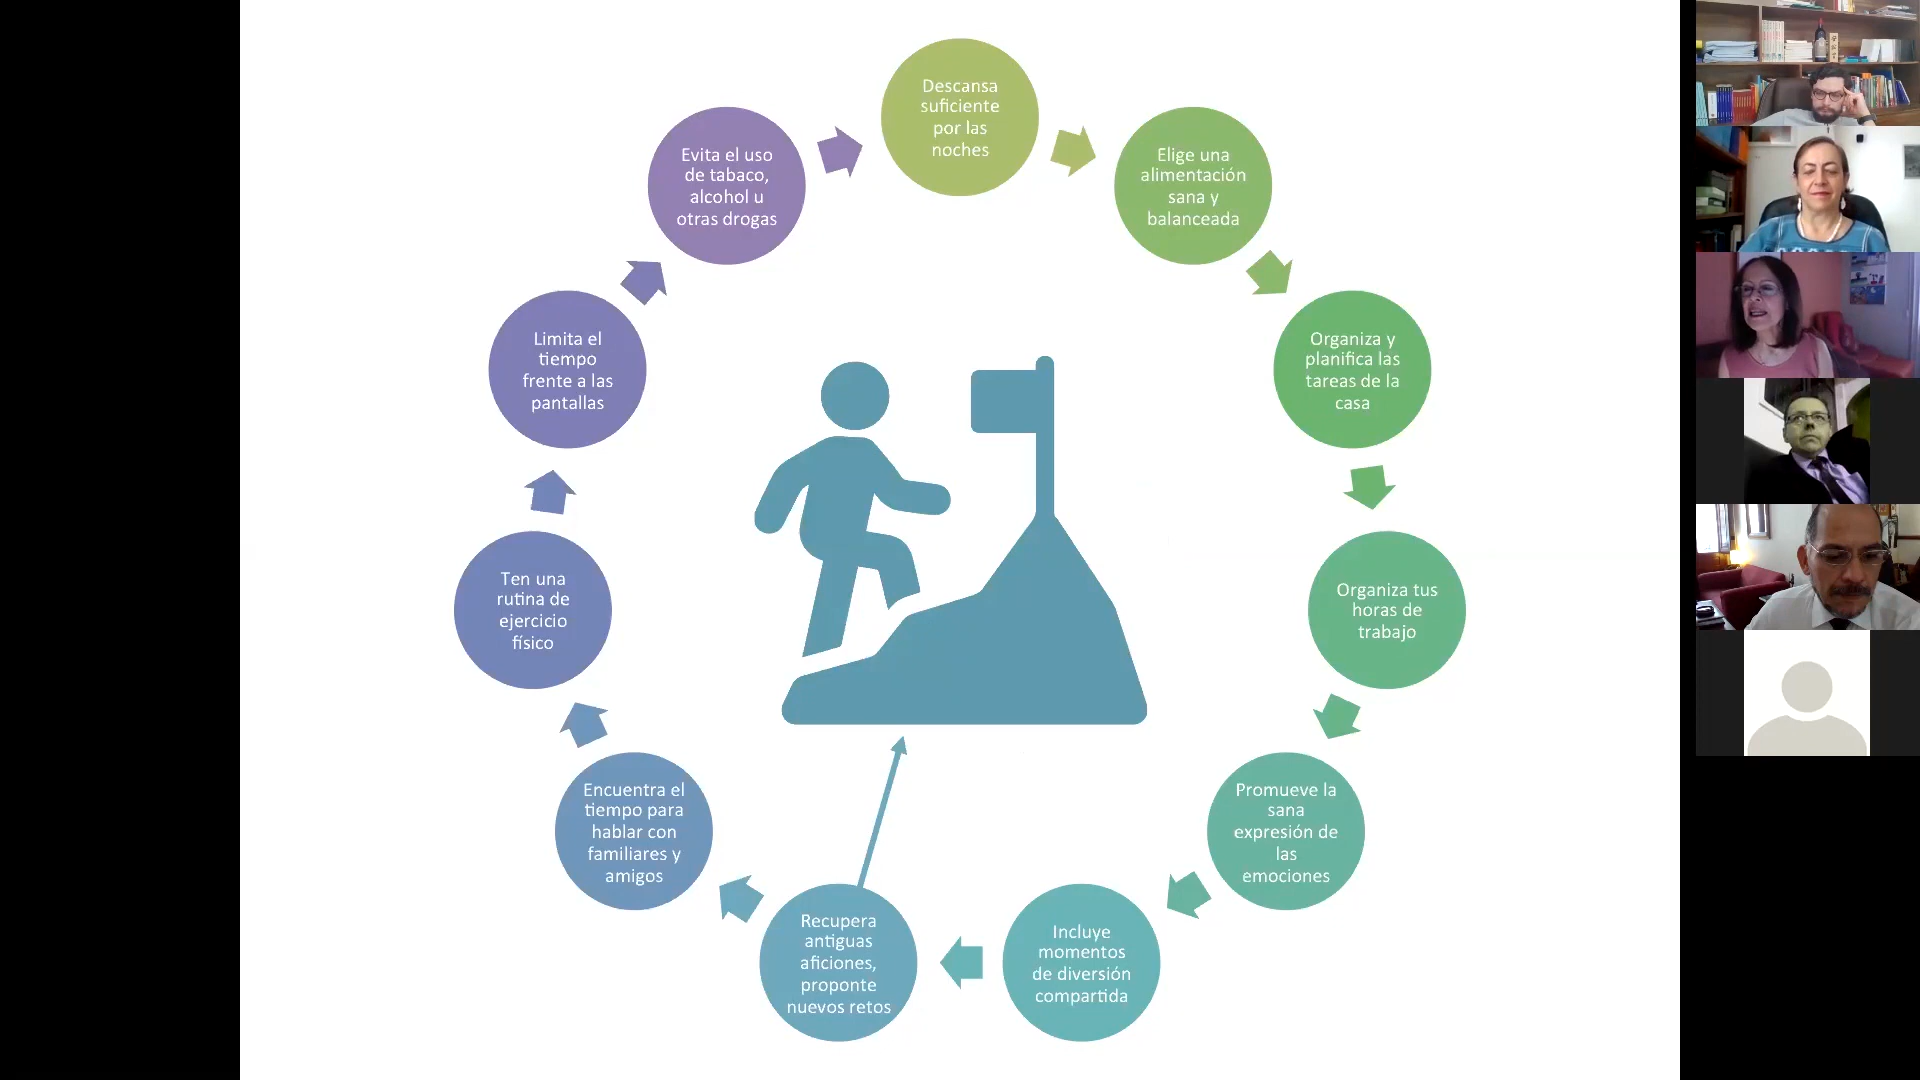 Descansa
suficiente
por las
noches
Elige una
alimentación
sana y
balanceada
Organiza y
planifica las
tareas de la
casa
Organiza tus
horas de
trabajo
Promueve la
sana
expresión de
las
emociones
Incluye
momentos
de diversión
compartida
Recupera
antiguas
aficiones,
proponte
nuevos retos
Encuentra el
tiempo para
hablar con
familiares y
amigos
Ten una
rutina de
ejercicio
físico
Limita el
tiempo
frente a las
pantallas
Evita el uso
de tabaco,
alcohol u
otras drogas